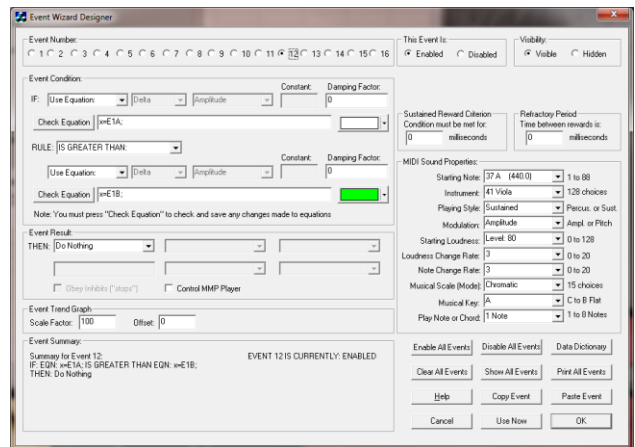 Event Wizard Designer
Event Number:
1 2 3 4 5 6 7 8 9 10 11 12 13 14 15 16
This Event Is:
Enabled Disabled
Visibility:
Visible Hidden
Event Condition:
Constant: Damping Factor:
IF: Use Equation: Delta Amplitude 0
Check Equation x=E1A;
RULE: IS GREATER THAN:
Constant: Damping Factor:
Use Equation: Delta Amplitude 0
Check Equation x=E1B;
Note: You must press "Check Equation" to check and save any changes made to equations
Event Result:
THEN: Do Nothing
Obey Inhibits ("stops") Control MMP Player
Event Trend Graph
Scale Factor: 100 Offset: 0
Event Summary:
Summary for Event 12: EVENT 12 IS CURRENTLY: ENABLED
IF: EQN: x=E1A; IS GREATER THAN EQN: x=E1B;
THEN: Do Nothing
Sustained Reward Criterion
Condition must be met for:
0 milliseconds
Refractory Period
Time between rewards is:
0 milliseconds
MIDI Sound Properties:
Starting Note: 37 A (440.0) 1 to 88
Instrument: 41 Viola 128 choices
Playing Style: Sustained Percus. or Sust.
Modulation: Amplitude Ampl. or Pitch
Starting Loudness: Level: 80 0 to 128
Loudness Change Rate: 3 0 to 20
Note Change Rate: 3 0 to 20
Musical Scale (Mode): Chromatic 15 choices
Musical Key: A C to B Flat
Play Note or Chord: 1 Note 1 to 8 Notes
Enable All Events Disable All Events Data Dictionary
Clear All Events Show All Events Print All Events
Help Copy Event Paste Event
Cancel Use Now OK